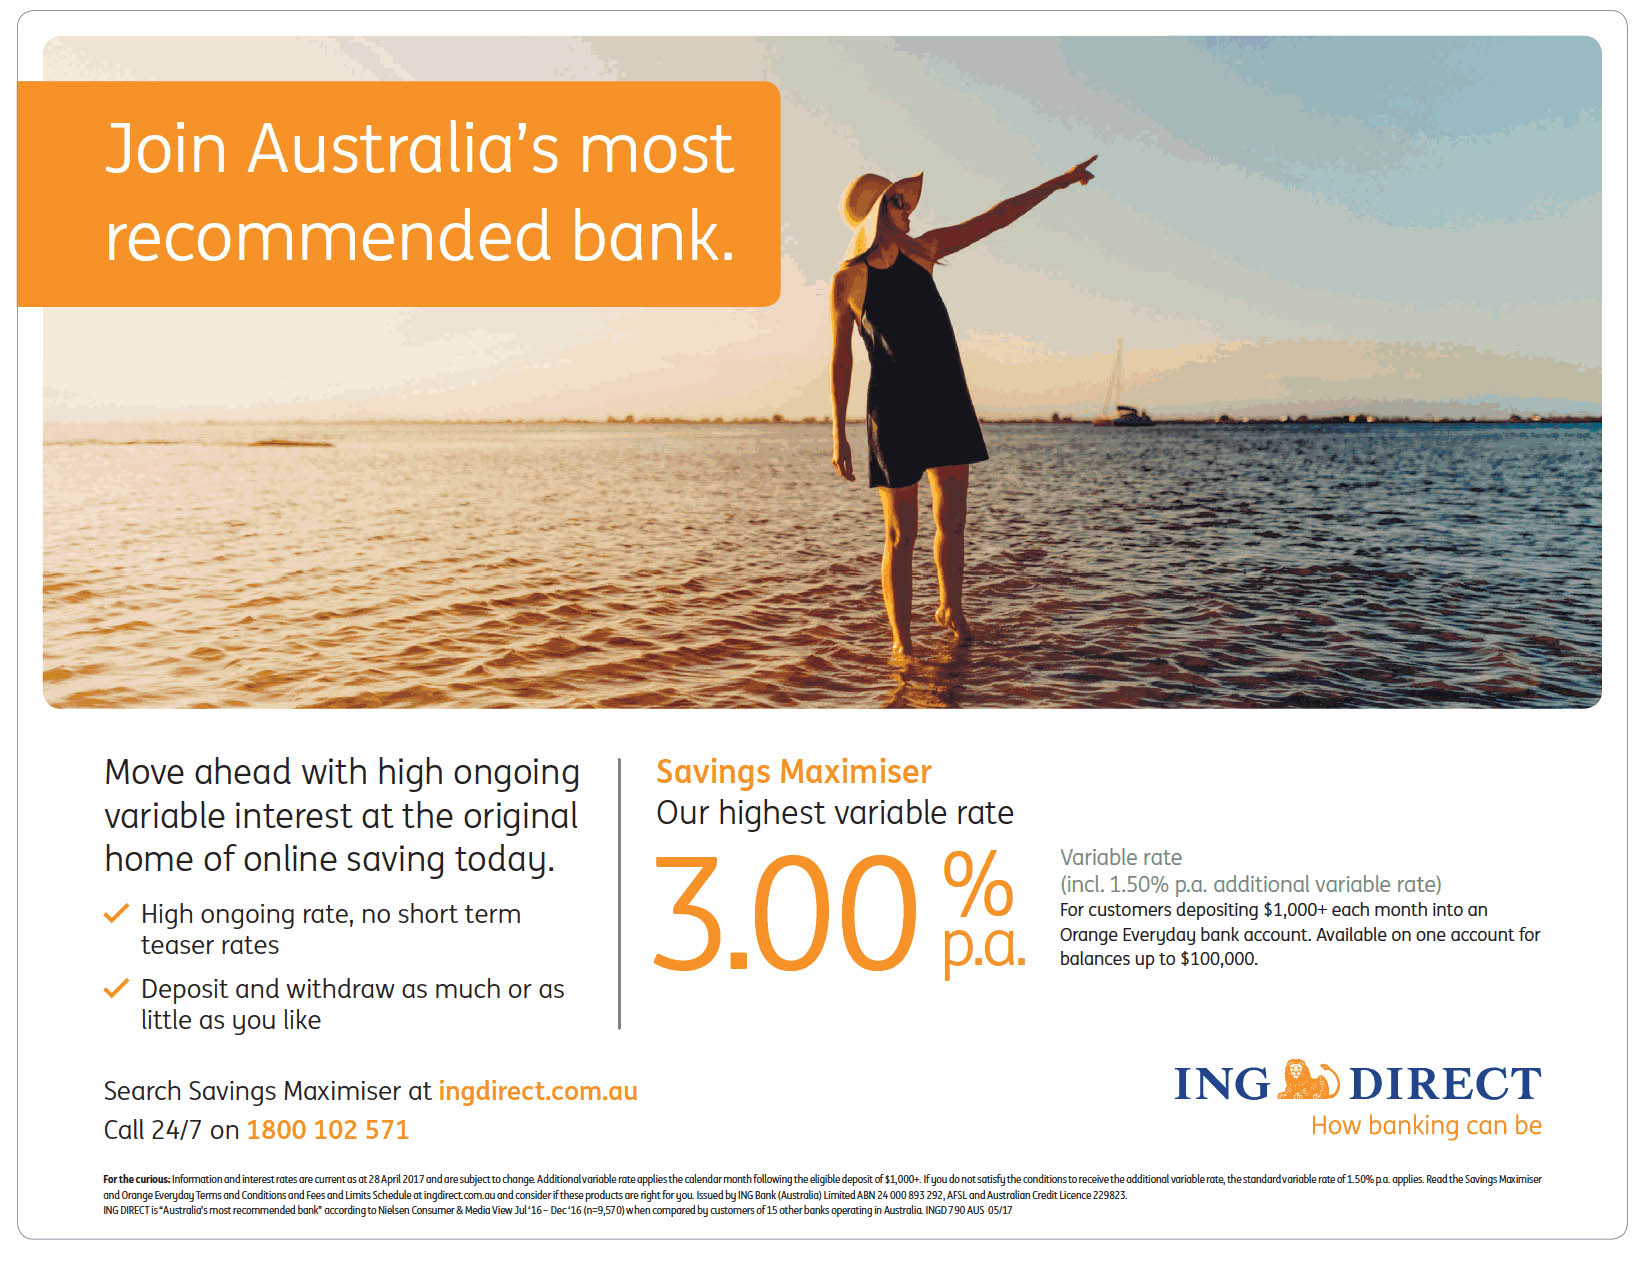 Join Australia’s most
recommended bank.
Move ahead with high ongoing
variable interest at the original
home of online saving today.
High ongoing rate, no short term
teaser rates
Deposit and withdraw as much or as
little as you like
Savings Maximiser
Our highest variable rate
3.00 % p.a.
Variable rate
(incl. 1.50% p.a. additional variable rate)
For customers depositing $1,000+ each month into an
Orange Everyday bank account. Available on one account for
balances up to $100,000.
Search Savings Maximiser at ingdirect.com.au
Call 24/7 on 1800 102 571
ING DIRECT
How banking can be
For the curious: Information and interest rates are current as at 28 April 2017 and are subject to change. Additional variable rate applies the calendar month following the eligible deposit of $1,000+. If you do not satisfy the conditions to receive the additional variable rate, the standard variable rate of 1.50% p.a. applies. Read the Savings Maximiser
and Orange Everyday Terms and Conditions and Fees and Limits Schedule at ingdirect.com.au and consider if these products are right for you. Issued by ING Bank (Australia) Limited ABN 24 000 893 292, AFSL and Australian Credit Licence 229823.
ING DIRECT is “Australia’s most recommended bank” according to Nielsen Consumer & Media View Jul ‘16 – Dec ‘16 (n=9,570) when compared by customers of 15 other banks operating in Australia. INGD790 AUS 05/17